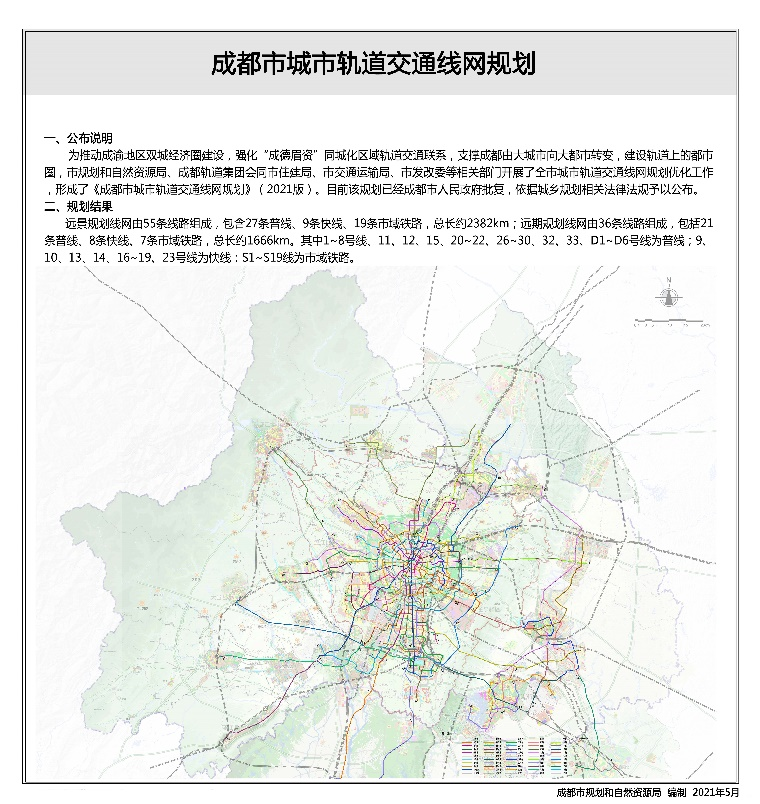 成都市城市轨道交通线网规划
一、公布说明
为推动成渝地区双城经济圈建设，强化“成德眉资”同城化区域轨道交通联系，支撑成都由大城市向大都市转变，建设轨道上的都市
圈，市规划和自然资源局、成都轨道集团会同市住建局、市交通运输局、市发改委等相关部门开展了全市城市轨道交通线网规划优化工作
，形成了《成都市城市轨道交通线网规划》（2021版）。目前该规划已经成都市人民政府批复，依据城乡规划相关法律法规予以公布。
二、规划结果
远景规划线网由55条线路组成，包含27条普线、9条快线、19条市域铁路，总长约2382km；远期规划线网由36条线路组成，包括21
条普线、8条快线、7条市域铁路，总长约1666km。其中1~8号线、11、12、15、20~22、26~30、32、33、D1~D6号线为普线；9、
10、13、14、16~19、23号线为快线；S1~S19线为市域铁路。
N
成都市规划和自然资源局 编制 2021年5月